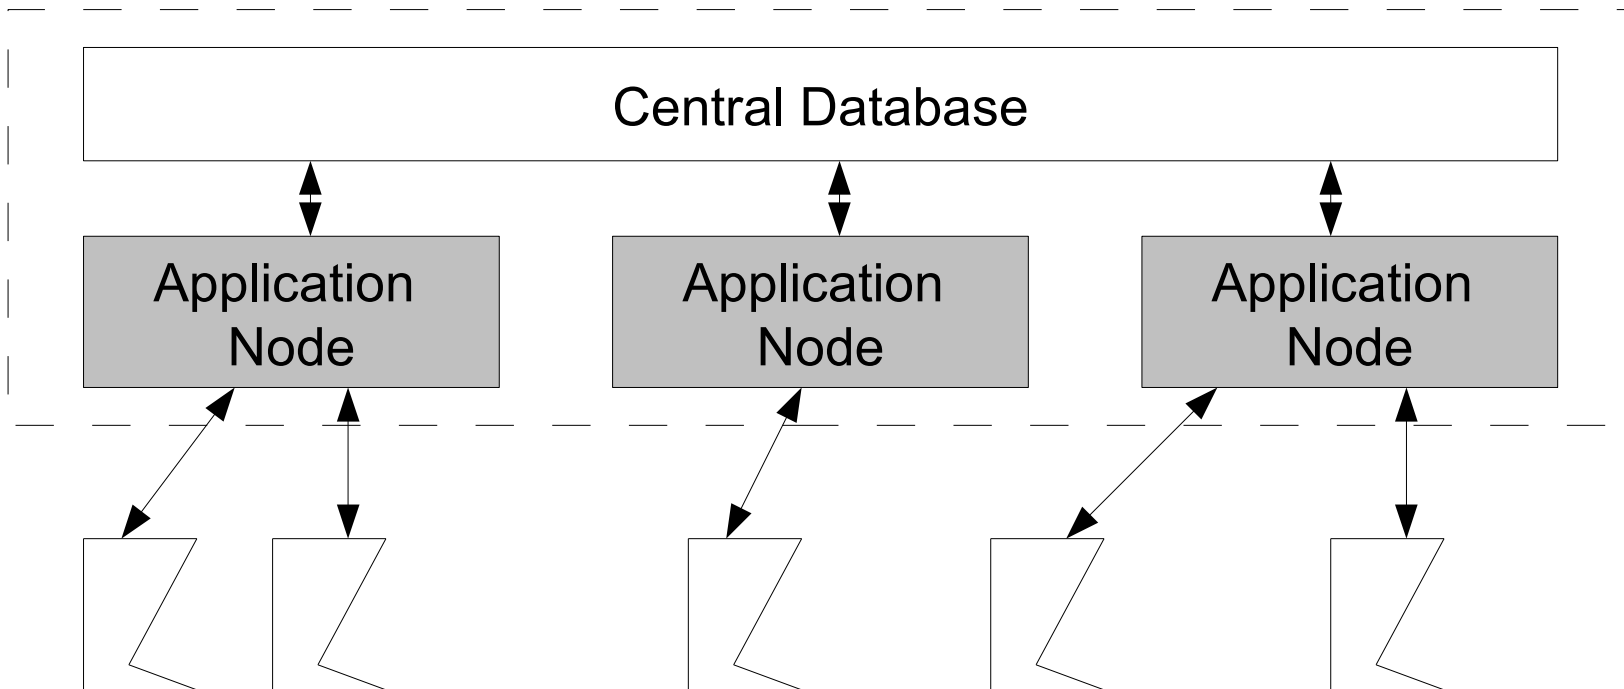 Central Database
Application
Node
Application
Node
Application
Node